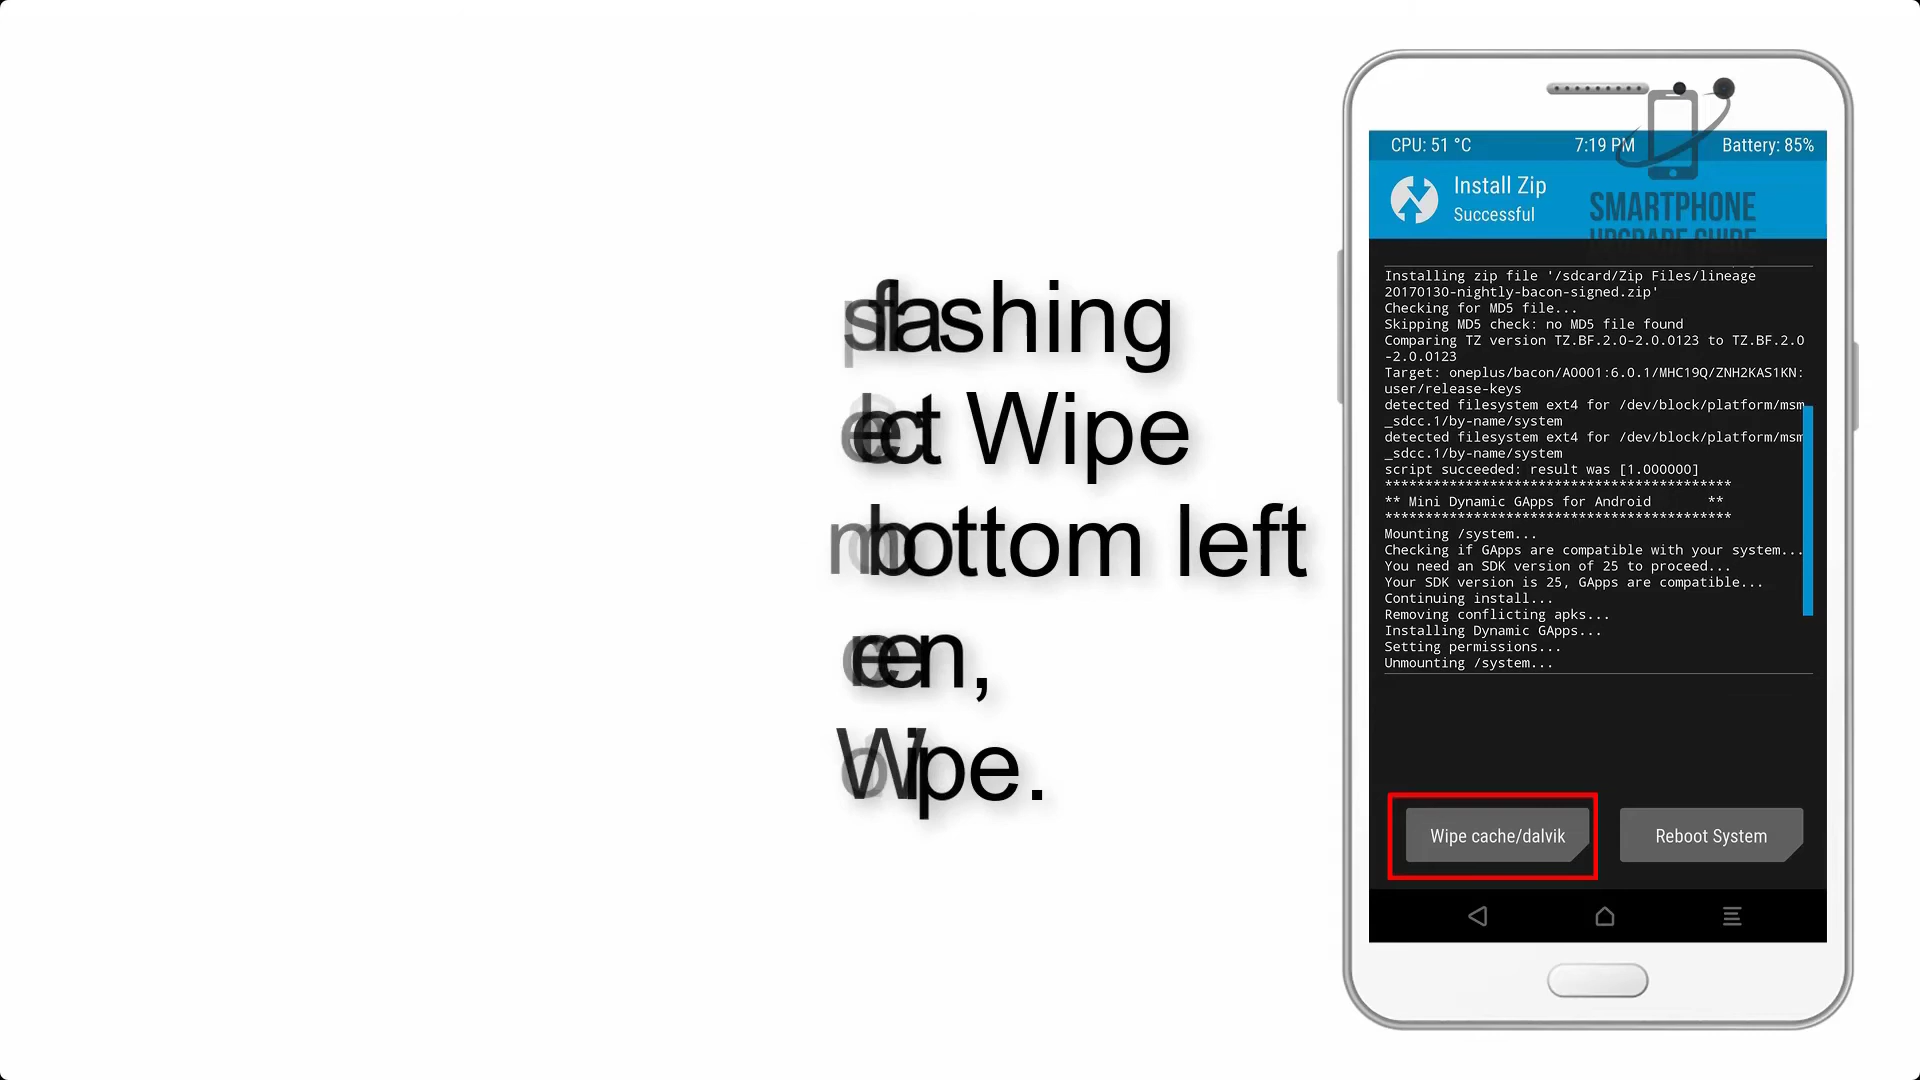 flashing
Wipe
bottom left
Wipe.
CPU: 51 °C 7:19 PM Battery: 85%
Install Zip
Successful
SMARTPHONE
UPGRADE GUIDE
Installing zip file '/sdcard/Zip Files/lineage
20170130-nightly-bacon-signed.zip'
Checking for MD5 file...
Skipping MD5 check: no MD5 file found
Comparing TZ version TZ.BF.2.0-2.0.0123 to TZ.BF.2.0
-2.0.0123
Target: oneplus/bacon/A0001:6.0.1/MHC19Q/ZNH2KAS1KN:
user/release-keys
detected filesystem ext4 for /dev/block/platform/msm
_sdcc.1/by-name/system
detected filesystem ext4 for /dev/block/platform/msm
_sdcc.1/by-name/system
script succeeded: result was [1.000000]
*******************************************
** Mini Dynamic GApps for Android **
*******************************************
Mounting /system...
Checking if GApps are compatible with your system...
You need an SDK version of 25 to proceed...
Your SDK version is 25, GApps are compatible...
Continuing install...
Removing conflicting apks...
Installing Dynamic GApps...
Setting permissions...
Unmounting /system...
Wipe cache/dalvik
Reboot System